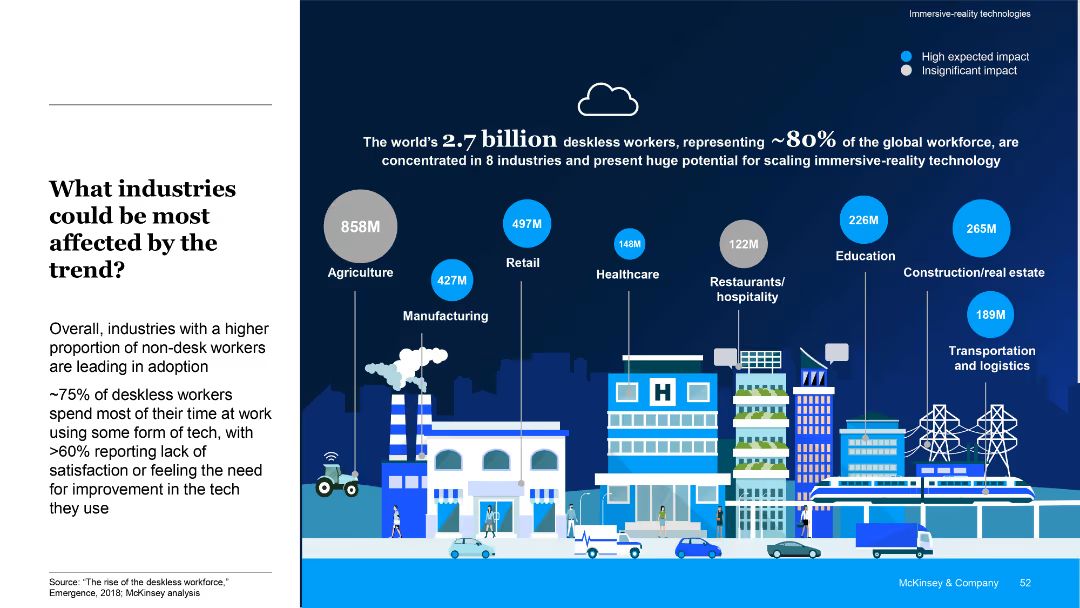 Immersive-reality technologies
High expected impact
Insignificant impact
The world's 2.7 billion deskless workers, representing ~80% of the global workforce, are
concentrated in 8 industries and present huge potential for scaling immersive-reality technology
What industries
could be most
affected by the
trend?
Overall, industries with a higher
proportion of non-desk workers
are leading in adoption
~75% of deskless workers
spend most of their time at work
using some form of tech, with
>60% reporting lack of
satisfaction or feeling the need
for improvement in the tech
they use
858M
Agriculture
427M
Manufacturing
497M
Retail
148M
Healthcare
122M
Restaurants/
hospitality
226M
Education
265M
Construction/real estate
189M
Transportation
and logistics
H
Source: "The rise of the deskless workforce,"
Emergence, 2018; McKinsey analysis
McKinsey & Company 52